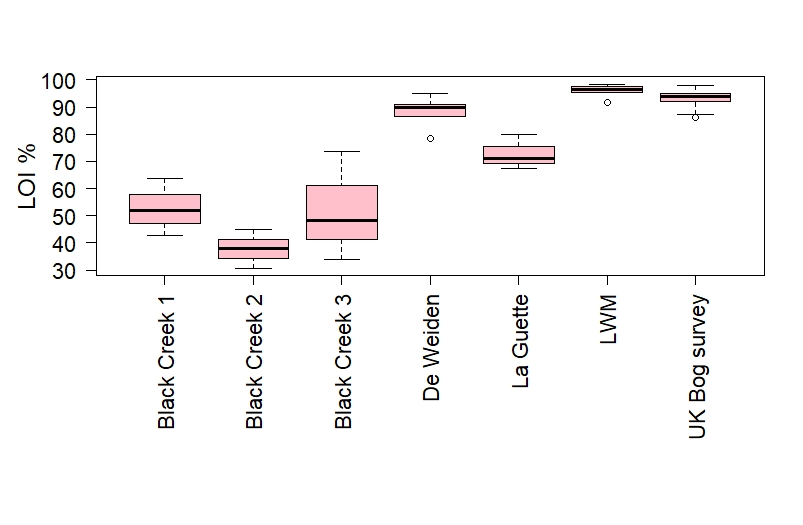 LOI %
100
90
80
70
60
50
40
30
Black Creek 1
Black Creek 2
Black Creek 3
De Weiden
La Guette
LWM
UK Bog survey